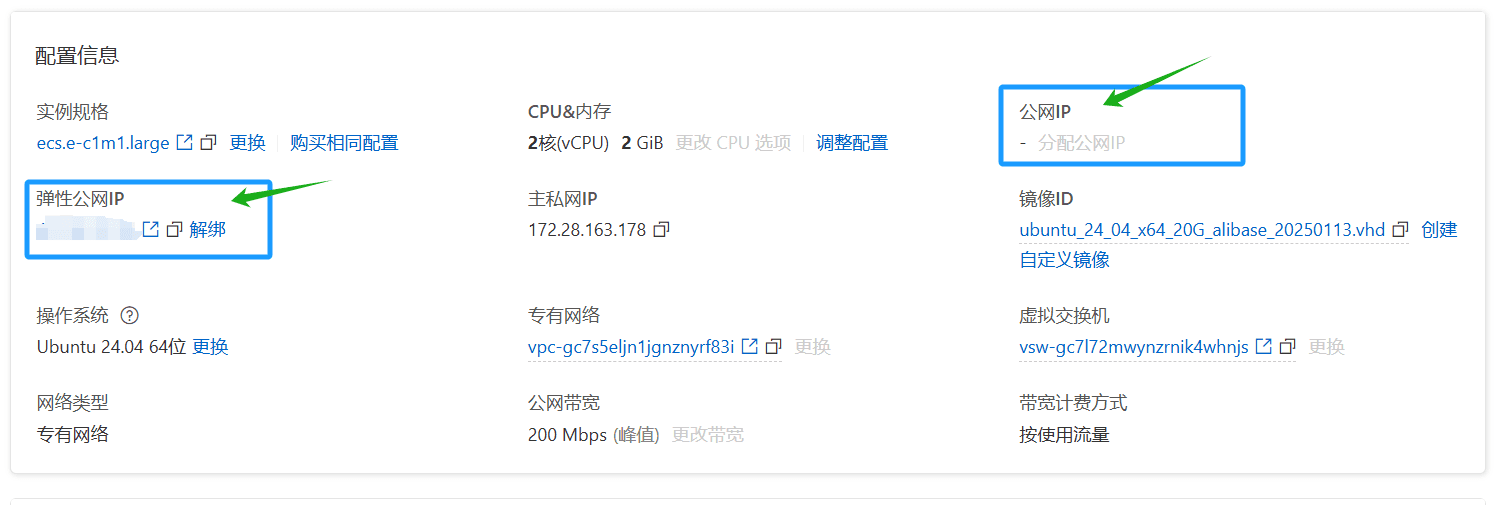 配置信息
实例规格
ecs.e-c1m1.large 更换 购买相同配置
CPU&内存
2核(vCPU) 2 GiB 更改 CPU 选项 调整配置
公网IP
- 分配公网IP
弹性公网IP
解绑
主私网IP
172.28.163.178
镜像ID
ubuntu_24_04_x64_20G_alibase_20250113.vhd 创建
自定义镜像
操作系统
Ubuntu 24.04 64位 更换
专有网络
vpc-gc7s5eljn1jgnznyrf83i 更换
虚拟交换机
vsw-gc7l72mwynzrnik4whnjs 更换
网络类型
专有网络
公网带宽
200 Mbps (峰值) 更改带宽
带宽计费方式
按使用流量